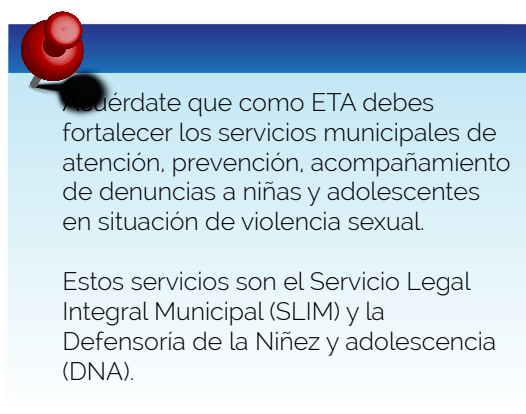 Acuérdate que como ETA debes
fortalecer los servicios municipales de
atención, prevención, acompañamiento
de denuncias a niñas y adolescentes
en situación de violencia sexual.
Estos servicios son el Servicio Legal
Integral Municipal (SLIM) y la
Defensoría de la Niñez y adolescencia
(DNA).